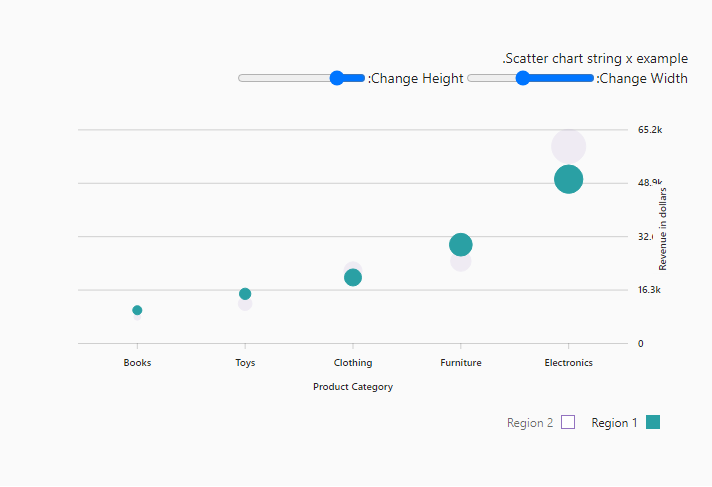 Scatter chart string x example.
Change Width:
Change Height:
65.2k
48.9k
16.3k
0
Revenue in dollars
Books
Toys
Clothing
Furniture
Electronics
Product Category
Region 1
Region 2